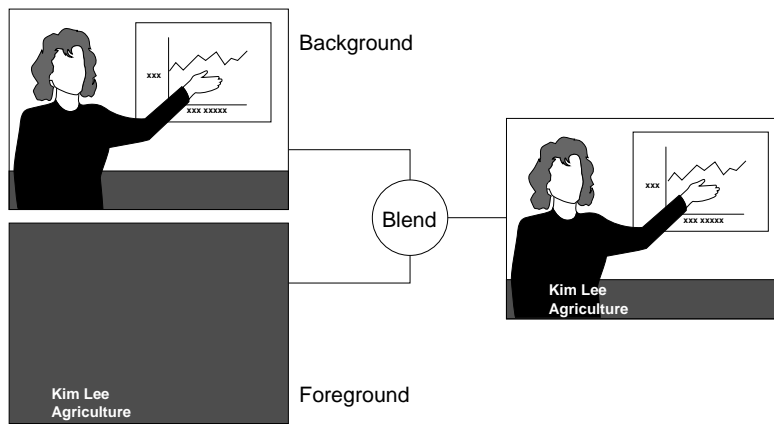 Background
xxx
xxx xxxxx
Blend
xxx
xxx xxxxx
Kim Lee
Agriculture
Kim Lee
Agriculture
Foreground